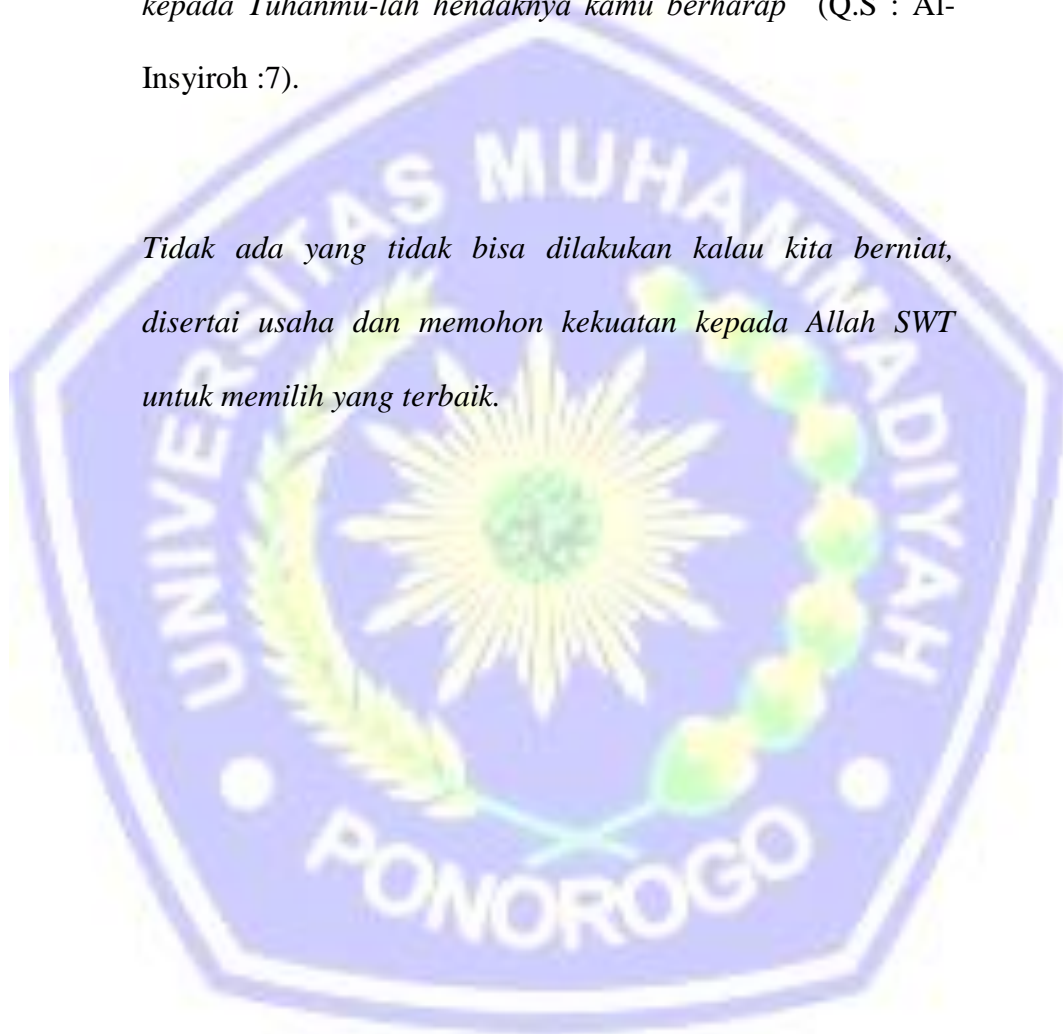 kepada Tuhanmu-lah hendaknya kamu berharap (Q.S : Al-
Insyiroh :7).
Tidak ada yang tidak bisa dilakukan kalau kita berniat,
disertai usaha dan memohon kekuatan kepada Allah SWT
untuk memilih yang terbaik.
UNIVERSITAS MUHAMMADIYAH
PONOROGO